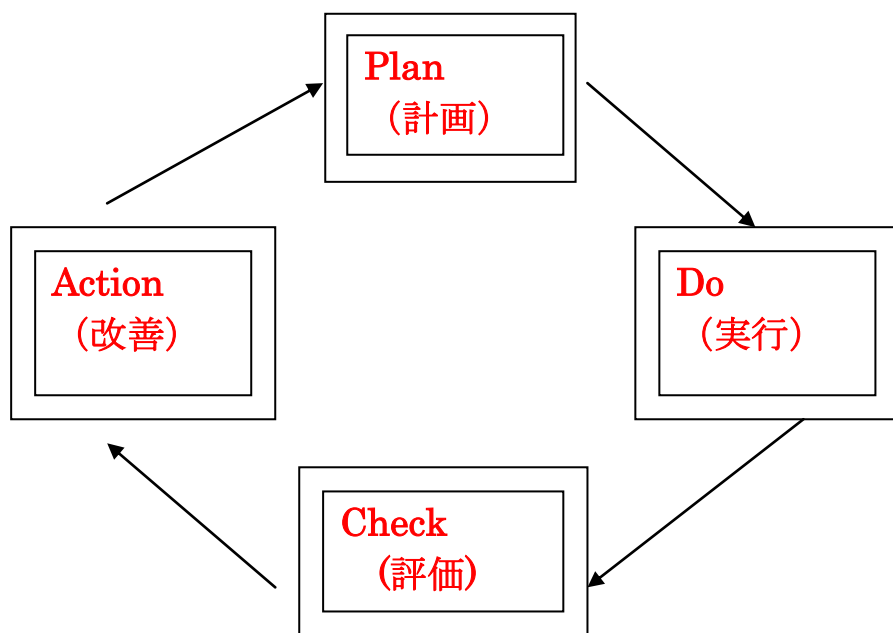 Plan
（計画）
Action
（改善）
Do
（実行）
Check
(評価)